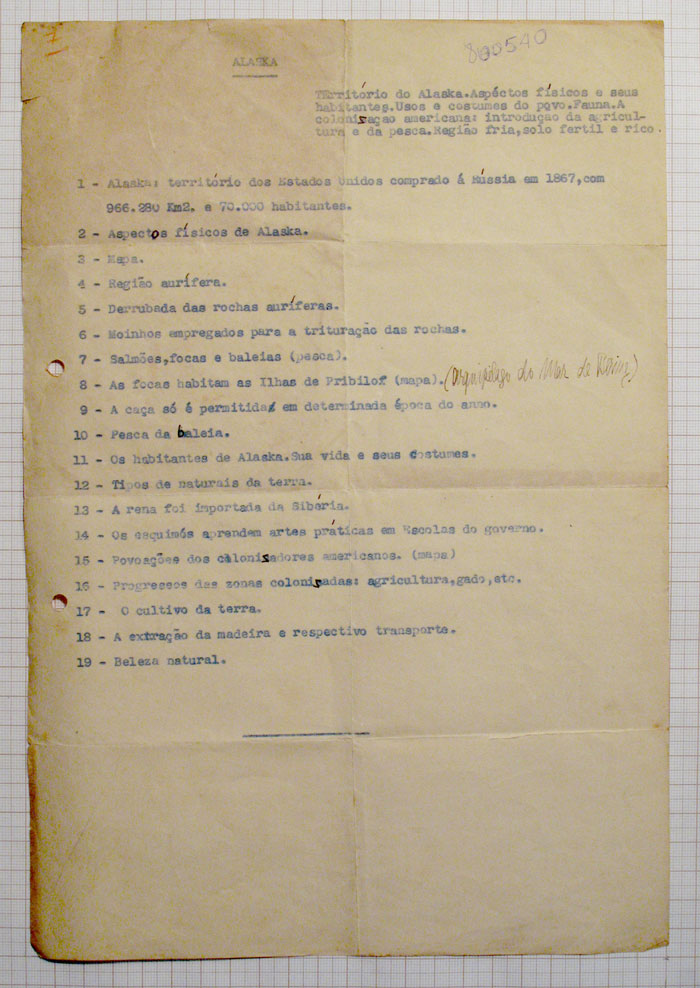 800540
ALASKA
TErritório do Alaska.Aspéctos físicos e seus
habitantes.Usos e costumes do povo.Fauna.A
colonisaçao americana: introdução da agricul-
tura e da pesca.Região fria,solo fertil e rico.
1 - Alaska: território dos Estados Unidos comprado á Rússia em 1867,com
966.280 Km2. e 70.000 habitantes.
2 - Aspectos físicos de Alaska.
3 - Mapa.
4 - Região aurífera.
5 - Derrubada das rochas auríferas.
6 - Moinhos empregados para a trituração das rochas.
7 - Salmões,focas e baleias (pesca).
8 - As focas habitam as Ilhas de Pribilof (mapa). (arquipélago do Mar de Bering)
9 - A caça só é permitida em determinada época do anno.
10 - Pesca da baleia.
11 - Os habitantes de Alaska.Sua vida e seus costumes.
12 - Tipos de naturais da terra.
13 - A rena foi importada da Sibéria.
14 - Os esquimós aprendem artes práticas em Escolas do governo.
15 - Povoações dos colonisadores americanos. (mapa)
16 - Progressos das zonas colonisadas: agricultura,gado,etc.
17 - O cultivo da terra.
18 - A extração da madeira e respectivo transporte.
19 - Beleza natural.